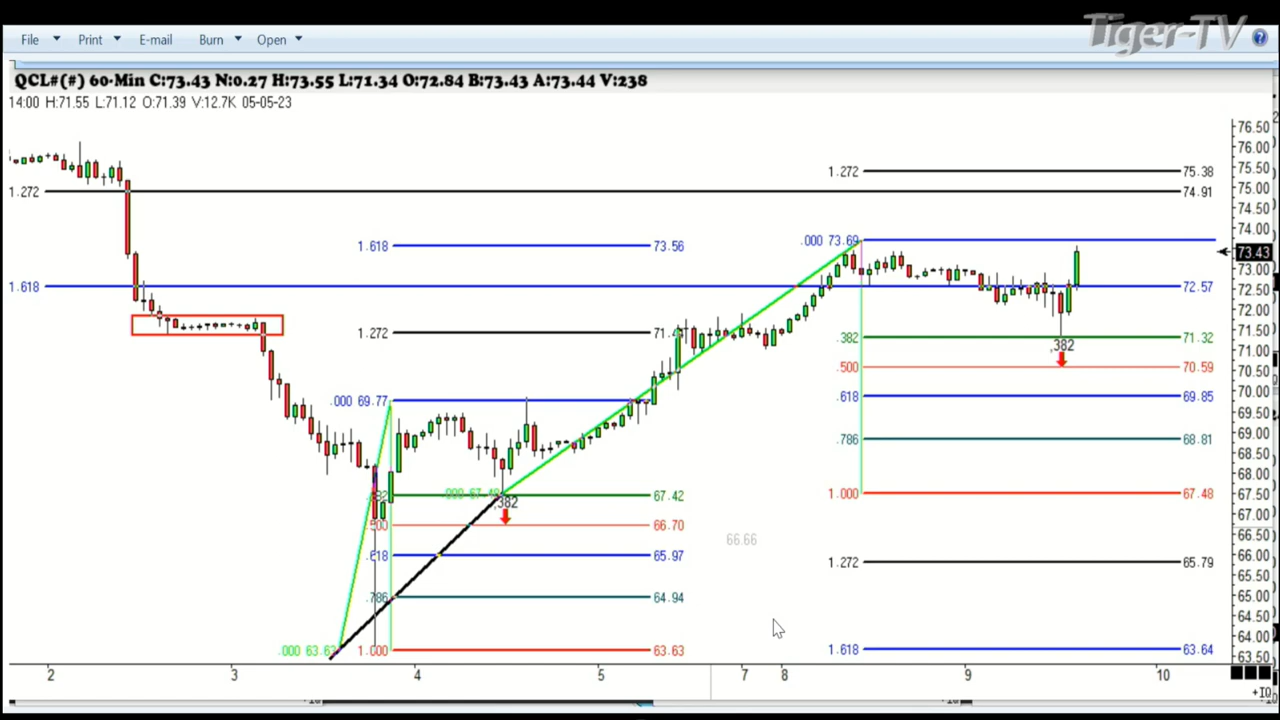 Tiger-TV
File Print E-mail Burn Open
QCL#(#) 60-Min C:73.43 N:0.27 H:73.55 L:71.34 O:72.84 B:73.43 A:73.44 V:238
14:00 H:71.55 L:71.12 O:71.39 V:12.7K 05-05-23
76.50
76.00
1.272 75.38 75.50
1.272 74.91 75.00
74.50
.000 73.69 74.00
1.618 73.56
73.43
73.00
1.618 72.57 72.50
72.00
1.272 71.50
.382 71.32
.382 71.00
.500 70.59 70.50
.618 69.85 70.00
.000 69.77 69.50
69.00
.786 68.81
68.50
68.00
.000 67.48 67.42 1.000 67.48 67.50
.382
67.00
.500 66.70
66.66 66.50
.618 65.97 66.00
1.272 65.79
65.50
.786 64.94 65.00
64.50
64.00
.000 63.63 1.000 63.63 1.618 63.64 63.50
2 3 4 5 7 8 9 10